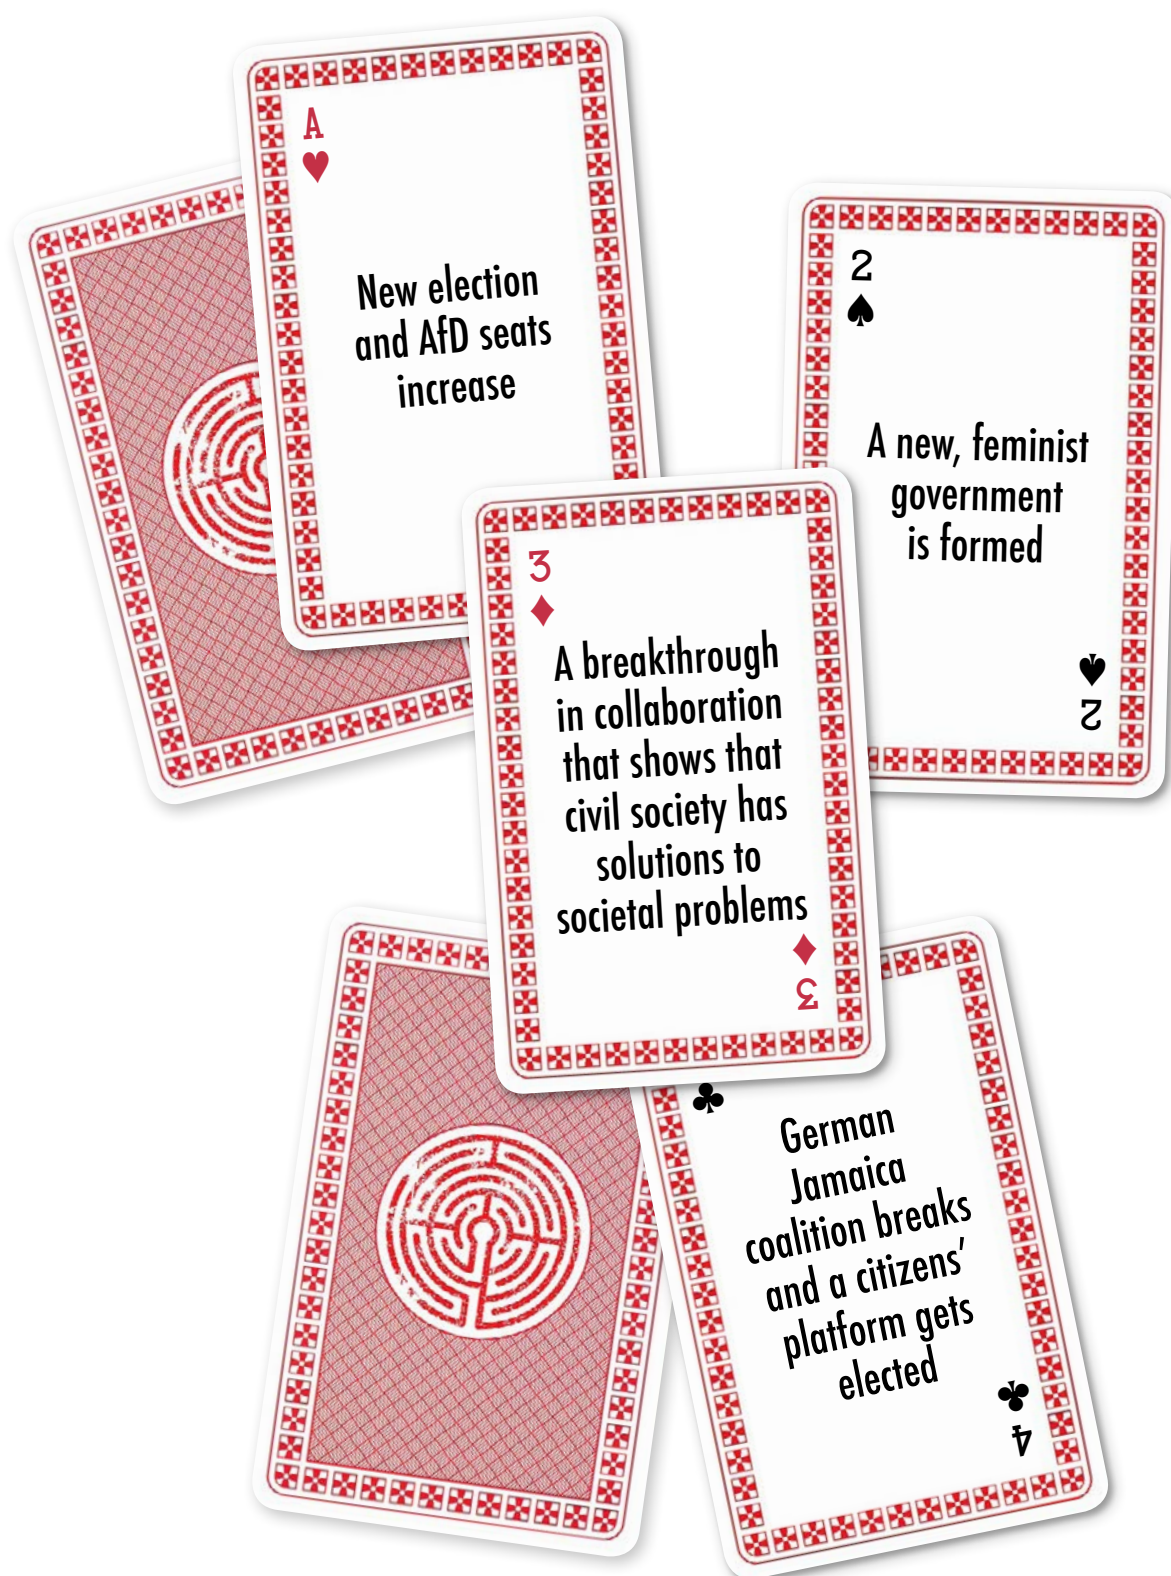 A
New election
and AfD seats
increase
2
A new, feminist
government
is formed
2
3
A breakthrough
in collaboration
that shows that
civil society has
solutions to
societal problems
3
German
Jamaica
coalition breaks
and a citizens’
platform gets
elected
4